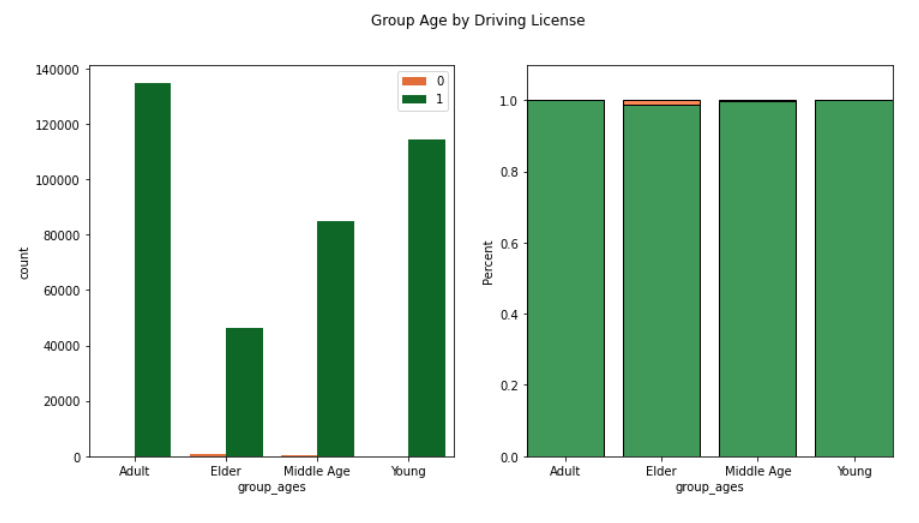 Group Age by Driving License
140000
120000
100000
80000
60000
40000
20000
0
count
0
1
Adult Elder Middle Age Young
group_ages
1.0
0.8
0.6
0.4
0.2
0.0
Percent
Adult Elder Middle Age Young
group_ages